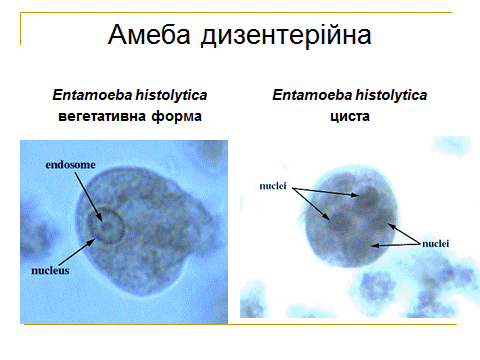 Амеба дизентерійна
Entamoeba histolytica
вегетативна форма
Entamoeba histolytica
циста
endosome
nucleus
nuclei
nuclei